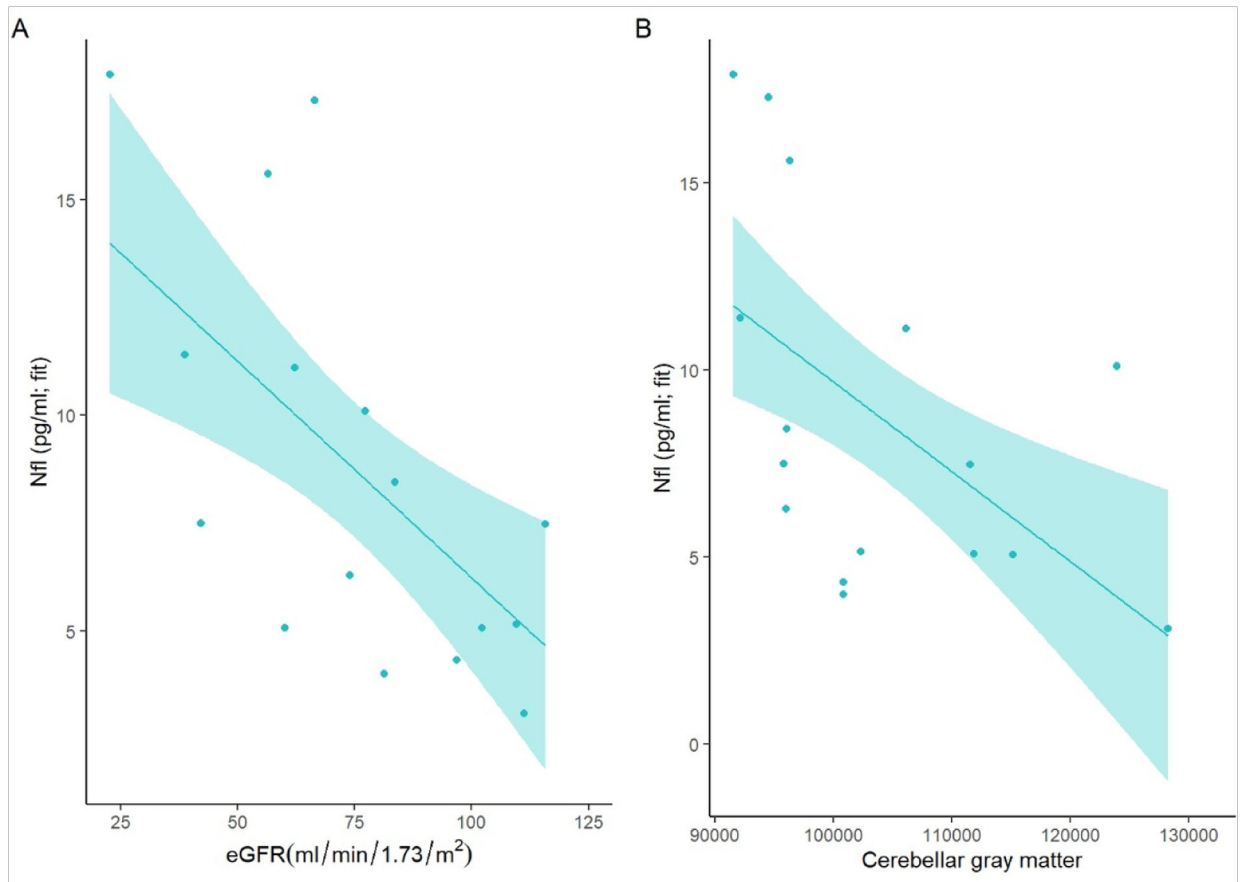 A
Nfl (pg/ml; fit)
15
10
5
25 50 75 100 125
eGFR(ml/min/1.73/m²)
B
Nfl (pg/ml; fit)
15
10
5
0
90000 100000 110000 120000 130000
Cerebellar gray matter